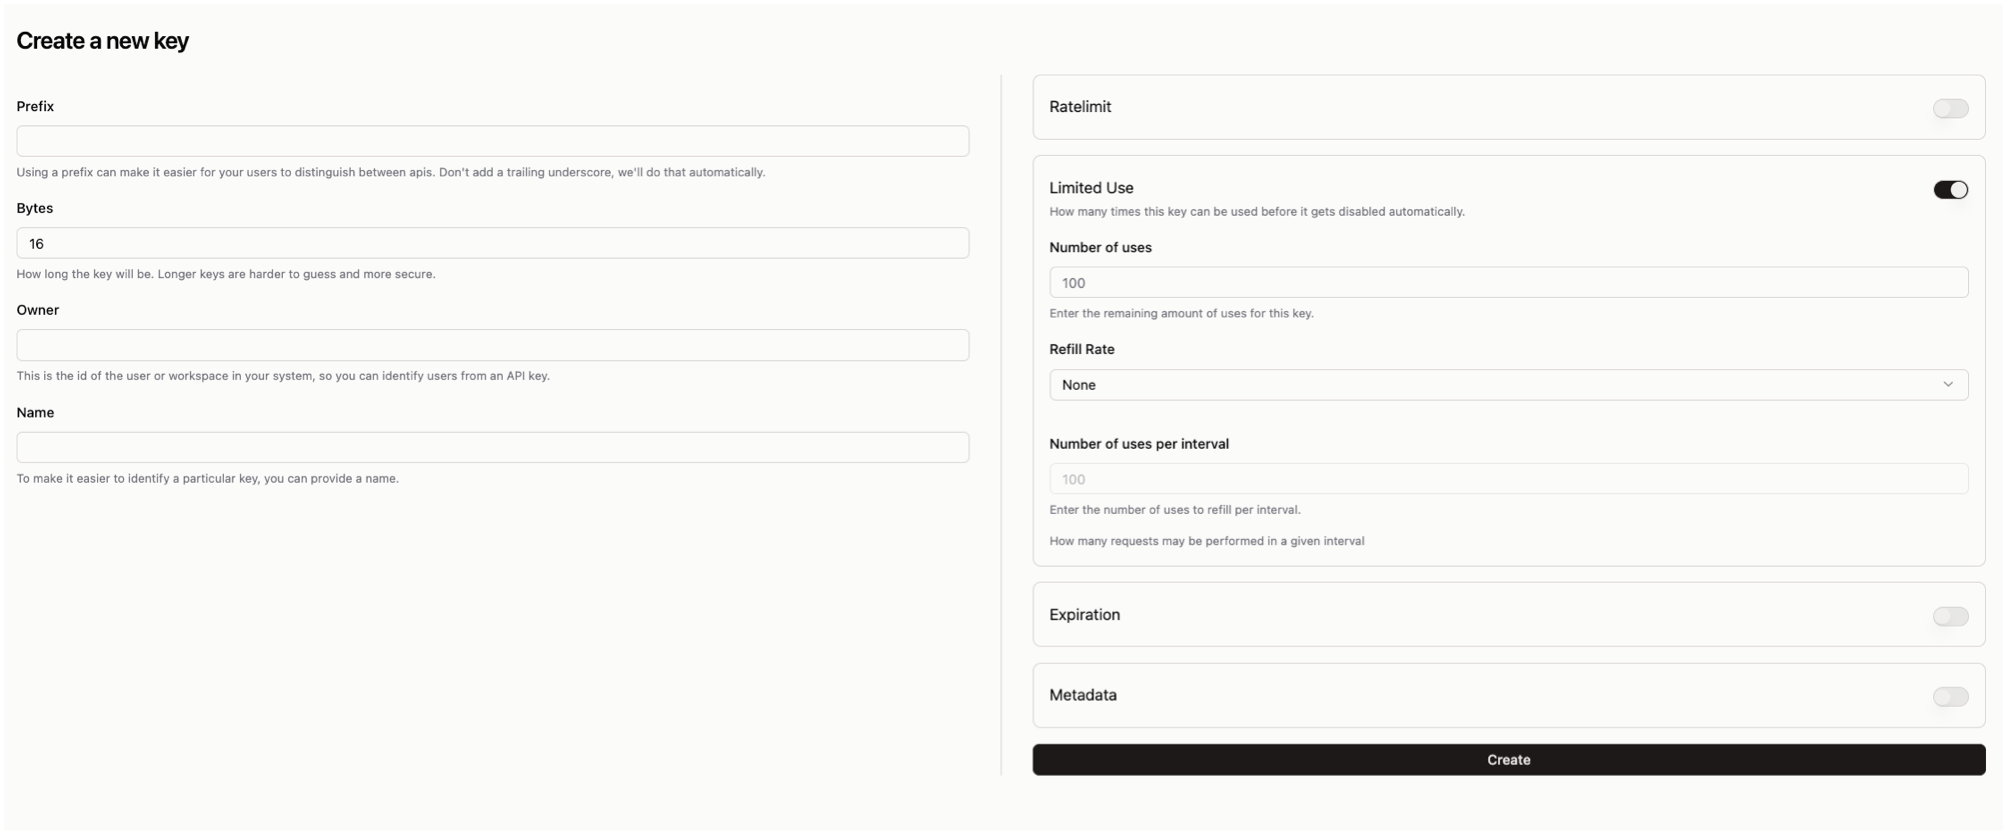 Create a new key
Prefix
Using a prefix can make it easier for your users to distinguish between apis. Don't add a trailing underscore, we'll do that automatically.
Bytes
16
How long the key will be. Longer keys are harder to guess and more secure.
Owner
This is the id of the user or workspace in your system, so you can identify users from an API key.
Name
To make it easier to identify a particular key, you can provide a name.
Ratelimit
Limited Use
How many times this key can be used before it gets disabled automatically.
Number of uses
100
Enter the remaining amount of uses for this key.
Refill Rate
None
Number of uses per interval
100
Enter the number of uses to refill per interval.
How many requests may be performed in a given interval
Expiration
Metadata
Create